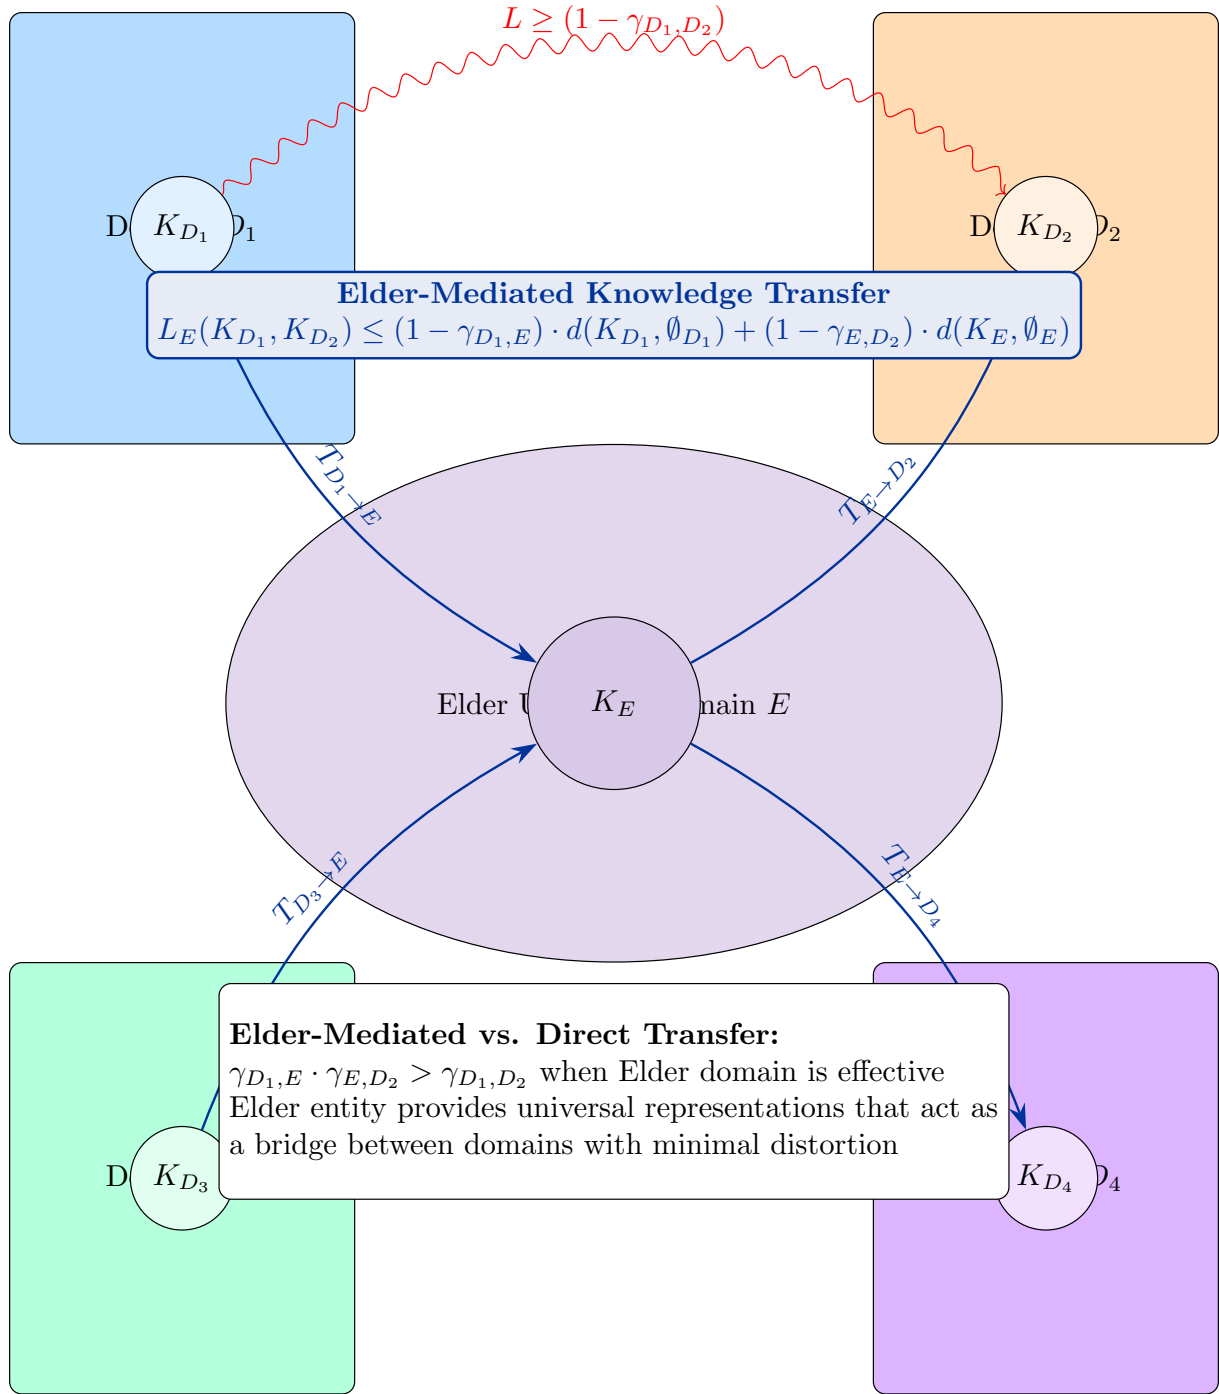 L ≥ (1 − γ_{D_1,D_2})
D K_{D_1} D_1
D K_{D_2} D_2
Elder-Mediated Knowledge Transfer
L_E(K_{D_1}, K_{D_2}) ≤ (1 − γ_{D_1,E}) · d(K_{D_1}, ∅_{D_1}) + (1 − γ_{E,D_2}) · d(K_E, ∅_E)
T_{D_1→E}
T_{E→D_2}
Elder K_E E
T_{D_3→E}
T_{E→D_4}
Elder-Mediated vs. Direct Transfer:
γ_{D_1,E} · γ_{E,D_2} > γ_{D_1,D_2} when Elder domain is effective
Elder entity provides universal representations that act as
a bridge between domains with minimal distortion
D K_{D_3}
K_{D_4} D_4